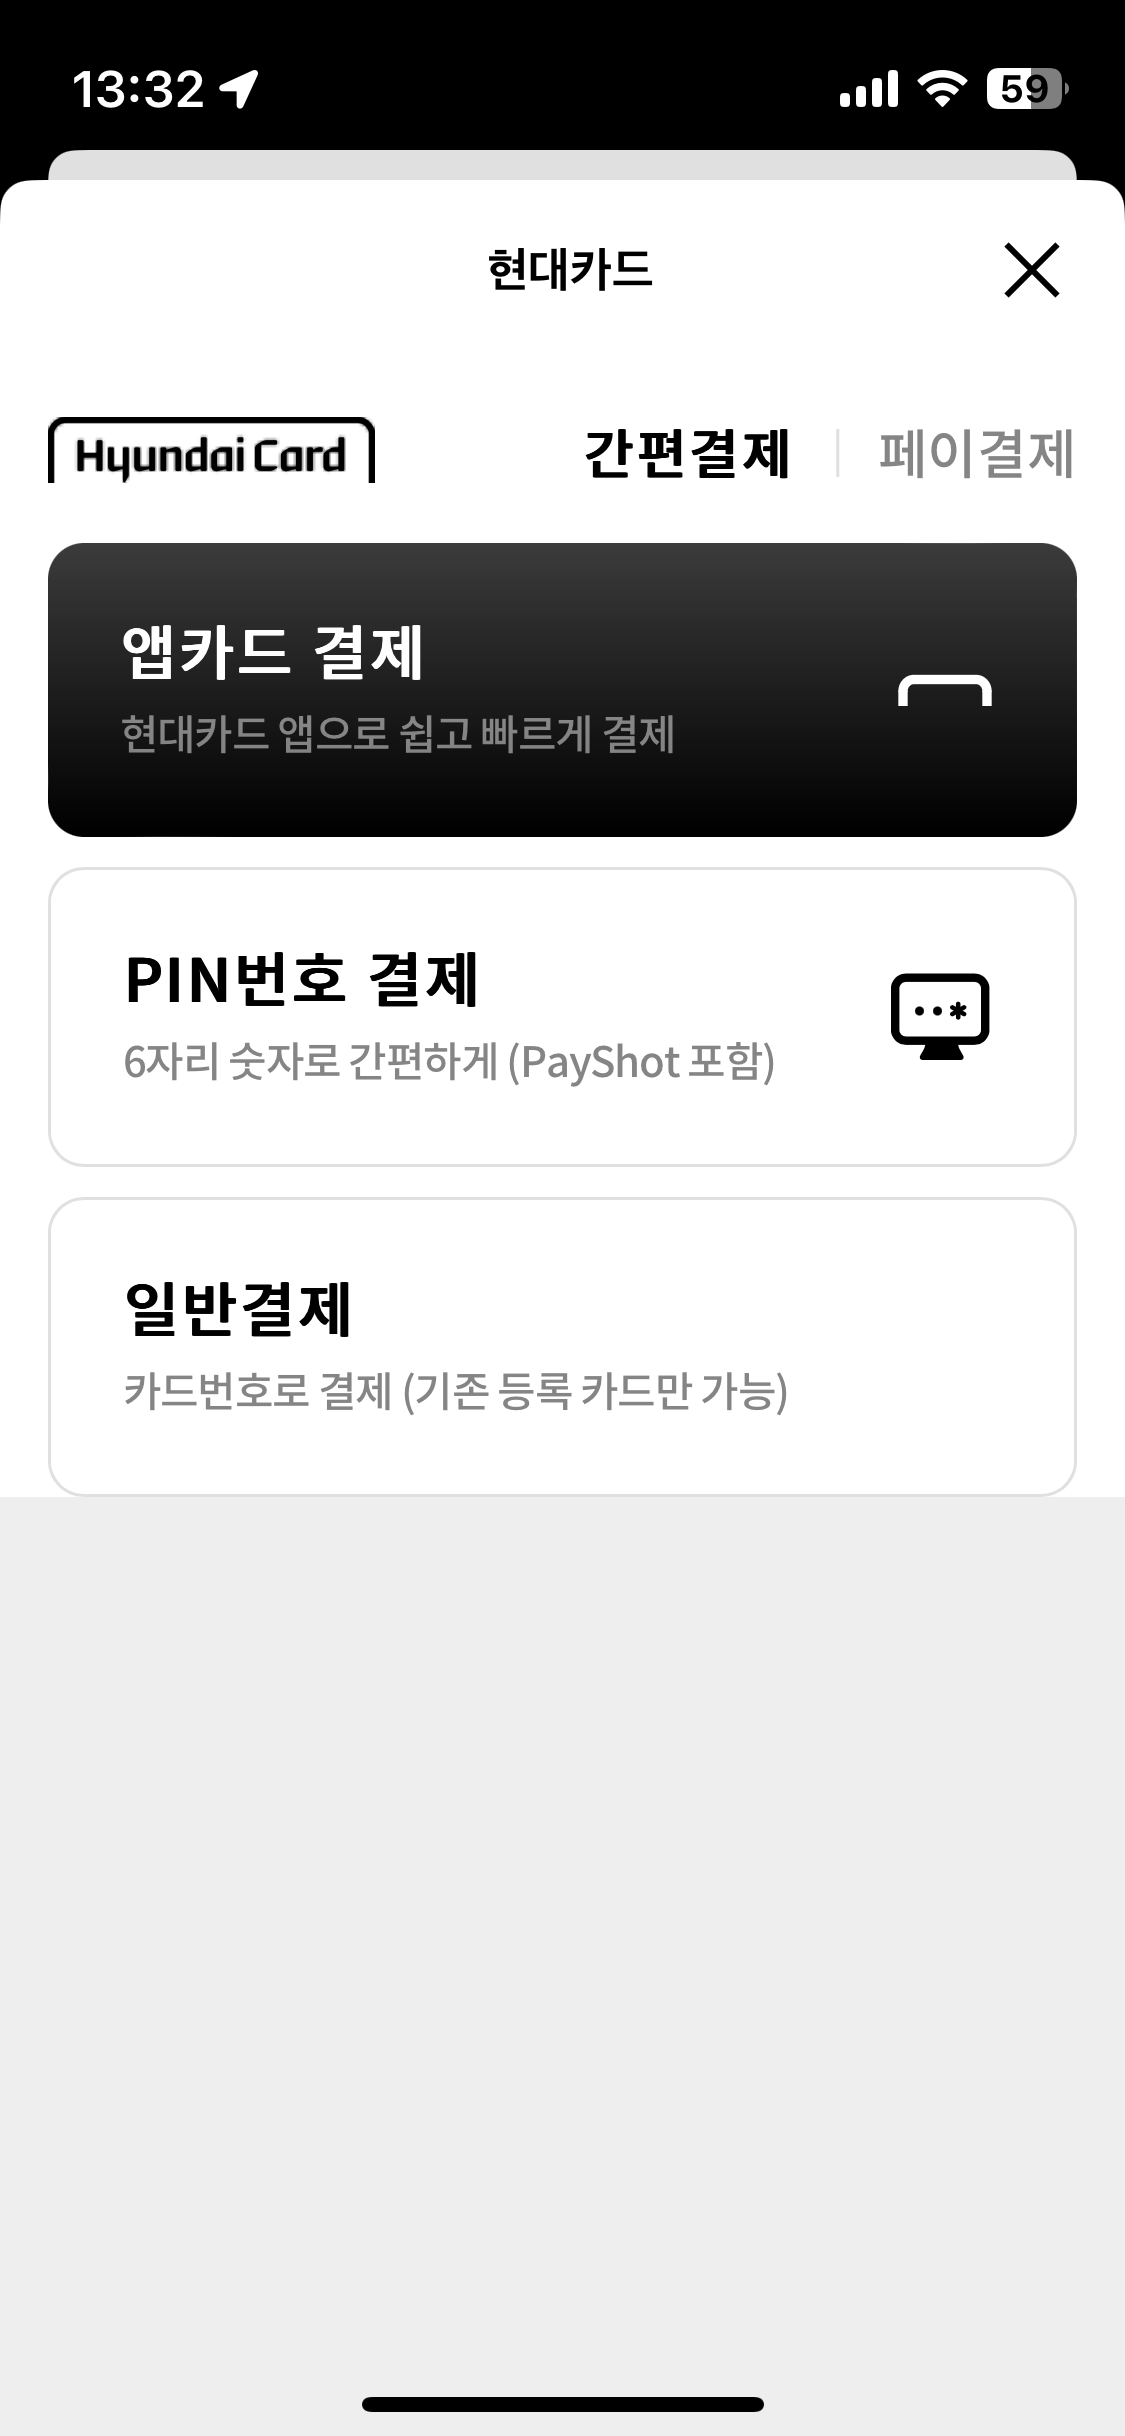 13:32
59
현대카드
Hyundai Card
간편결제
페이결제
앱카드 결제
현대카드 앱으로 쉽고 빠르게 결제
PIN번호 결제
6자리 숫자로 간편하게 (PayShot 포함)
일반결제
카드번호로 결제 (기존 등록 카드만 가능)